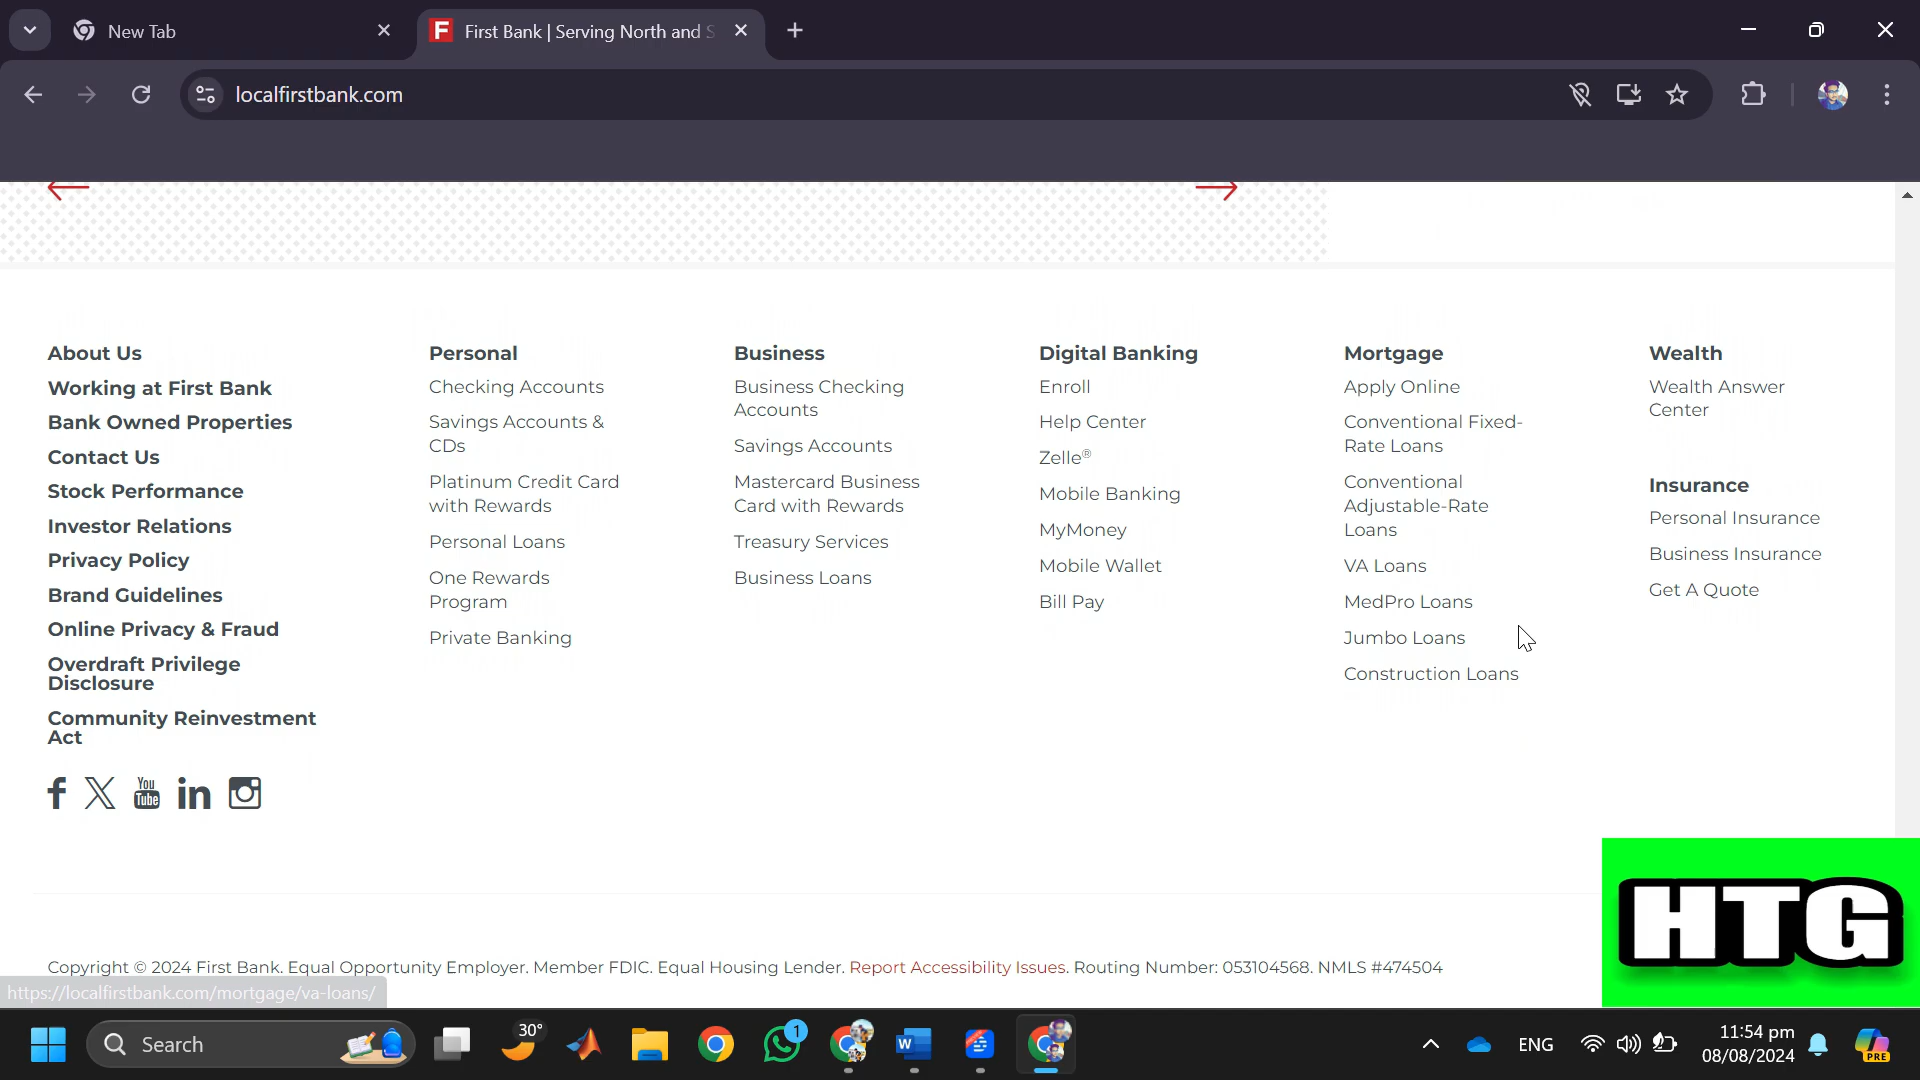 New Tab
First Bank | Serving North and S
localfirstbank.com
About Us
Working at First Bank
Bank Owned Properties
Contact Us
Stock Performance
Investor Relations
Privacy Policy
Brand Guidelines
Online Privacy & Fraud
Overdraft Privilege
Disclosure
Community Reinvestment
Act
You
Tube
in
Personal
Checking Accounts
Savings Accounts &
CDs
Platinum Credit Card
with Rewards
Personal Loans
One Rewards
Program
Private Banking
Business
Business Checking
Accounts
Savings Accounts
Mastercard Business
Card with Rewards
Treasury Services
Business Loans
Digital Banking
Enroll
Help Center
Zelle®
Mobile Banking
MyMoney
Mobile Wallet
Bill Pay
Mortgage
Apply Online
Conventional Fixed-
Rate Loans
Conventional
Adjustable-Rate
Loans
VA Loans
MedPro Loans
Jumbo Loans
Construction Loans
Wealth
Wealth Answer
Center
Insurance
Personal Insurance
Business Insurance
Get A Quote
HTG
Copyright © 2024 First Bank. Equal Opportunity Employer. Member FDIC. Equal Housing Lender. Report Accessibility Issues. Routing Number: 053104568. NMLS #474504
https://localfirstbank.com/mortgage/va-loans/
Search
30°
1
W
ENG
11:54 pm
08/08/2024
PRE